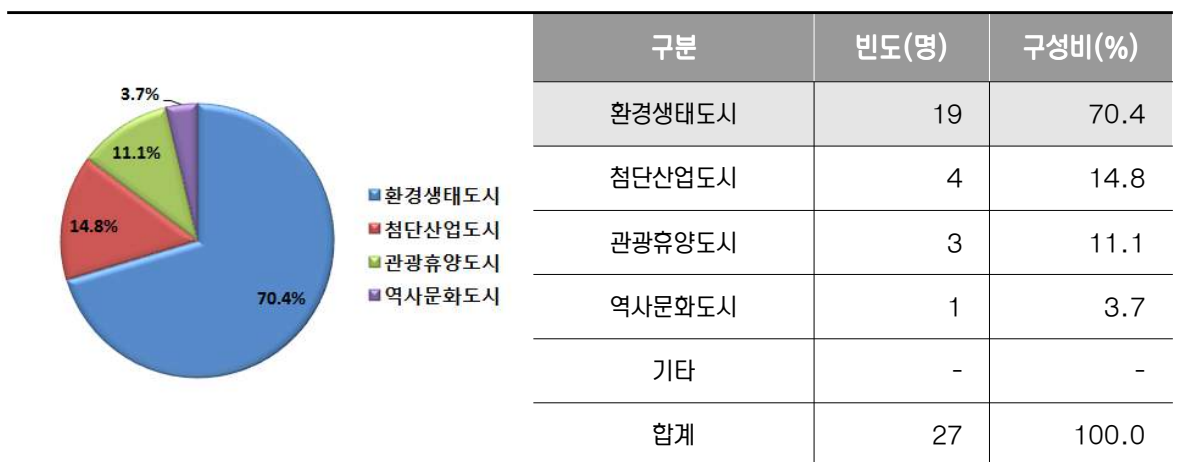 3.7%
11.1%
14.8%
70.4%
환경생태도시
첨단산업도시
관광휴양도시
역사문화도시
구분 빈도(명) 구성비(%)
환경생태도시 19 70.4
첨단산업도시 4 14.8
관광휴양도시 3 11.1
역사문화도시 1 3.7
기타 - -
합계 27 100.0